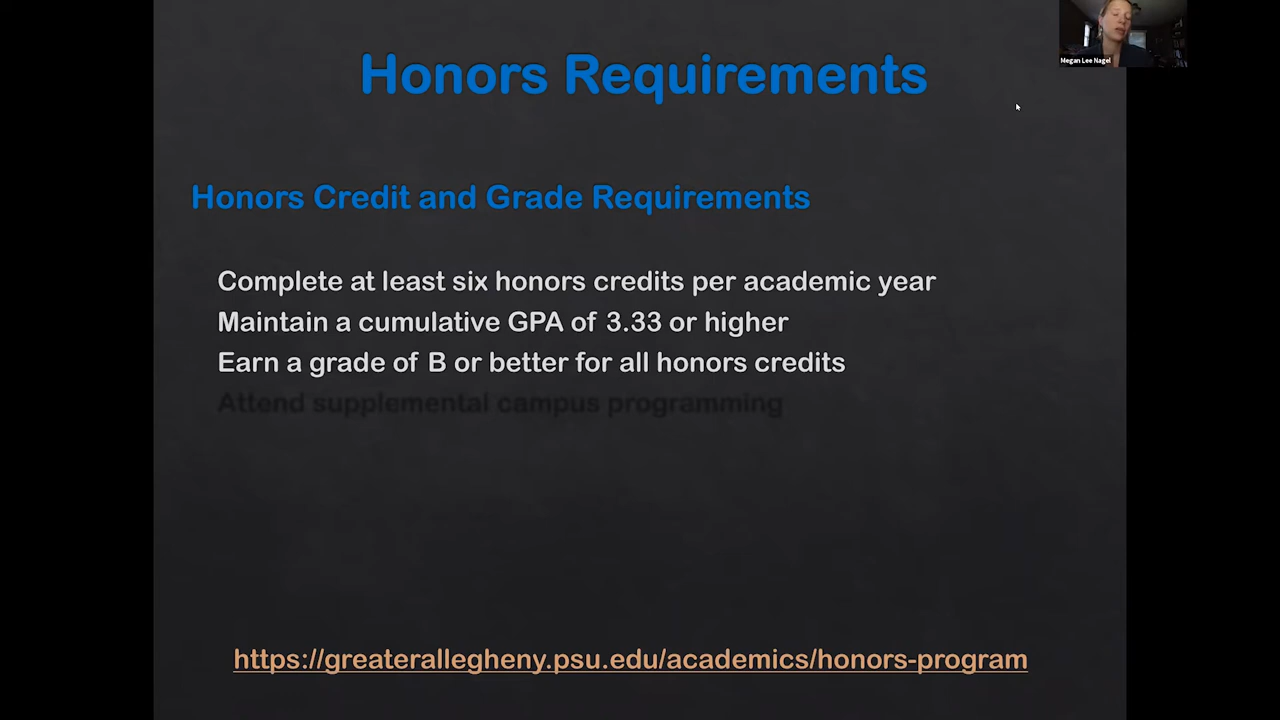 Honors Requirements
Megan Lee Nagel
Honors Credit and Grade Requirements
Complete at least six honors credits per academic year
Maintain a cumulative GPA of 3.33 or higher
Earn a grade of B or better for all honors credits
Attend supplemental campus programming
https://greaterallegheny.psu.edu/academics/honors-program